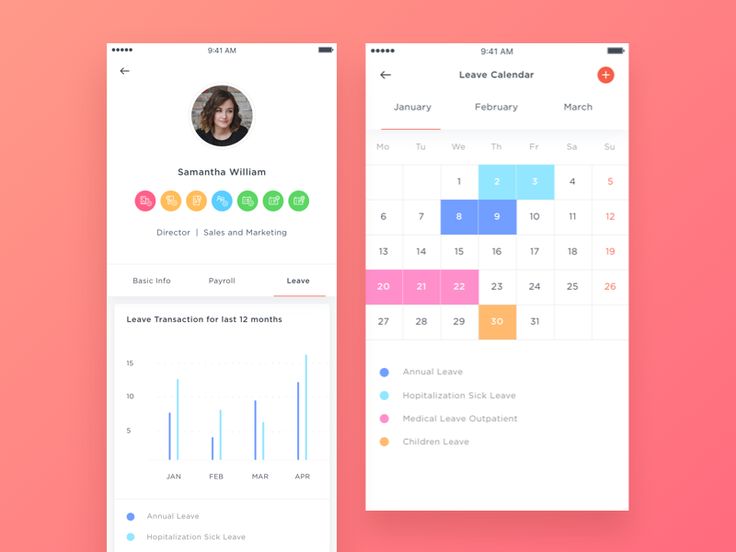 9:41 AM
Samantha William
Director | Sales and Marketing
Basic Info Payroll Leave
Leave Transaction for last 12 months
15
10
5
JAN FEB MAR APR
Annual Leave
Hopitalization Sick Leave
9:41 AM
Leave Calendar
January February March
Mo Tu We Th Fr Sa Su
1 2 3 4 5
6 7 8 9 10 11 12
13 14 15 16 17 18 19
20 21 22 23 24 25 26
27 28 29 30 31
Annual Leave
Hopitalization Sick Leave
Medical Leave Outpatient
Children Leave